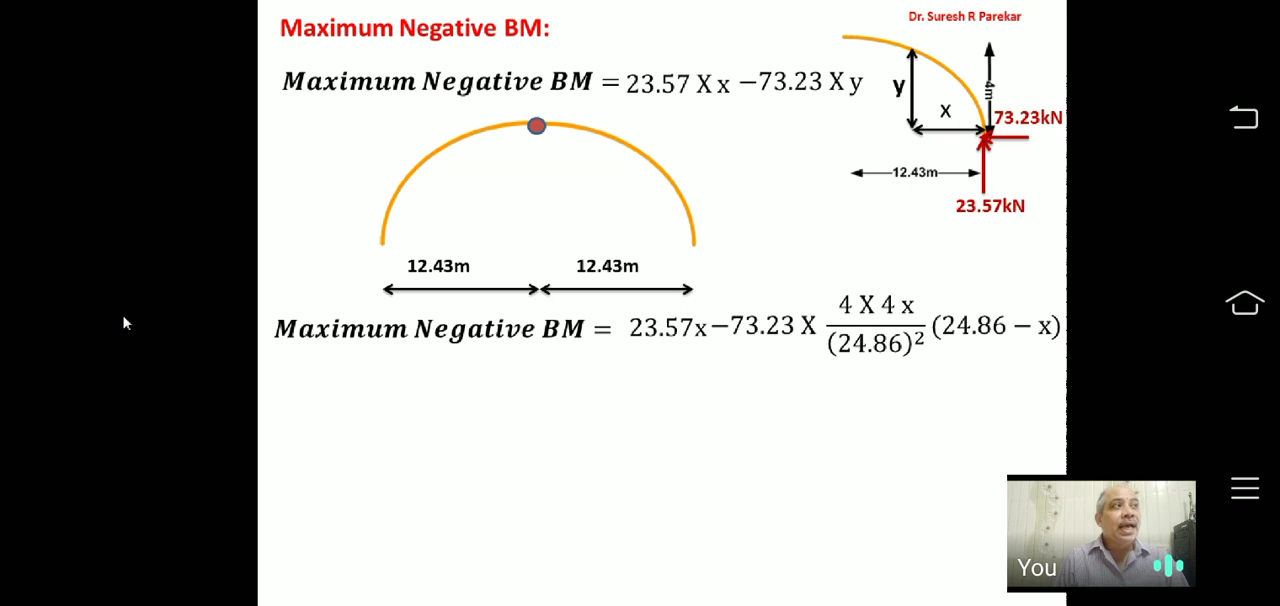 Dr. Suresh R Parekar
Maximum Negative BM:
Maximum Negative BM = 23.57 X x −73.23 X y
y
x
4m
73.23kN
12.43m
23.57kN
12.43m 12.43m
Maximum Negative BM = 23.57x−73.23 X \frac{4 X 4 x}{(24.86)^2} (24.86 − x)
You